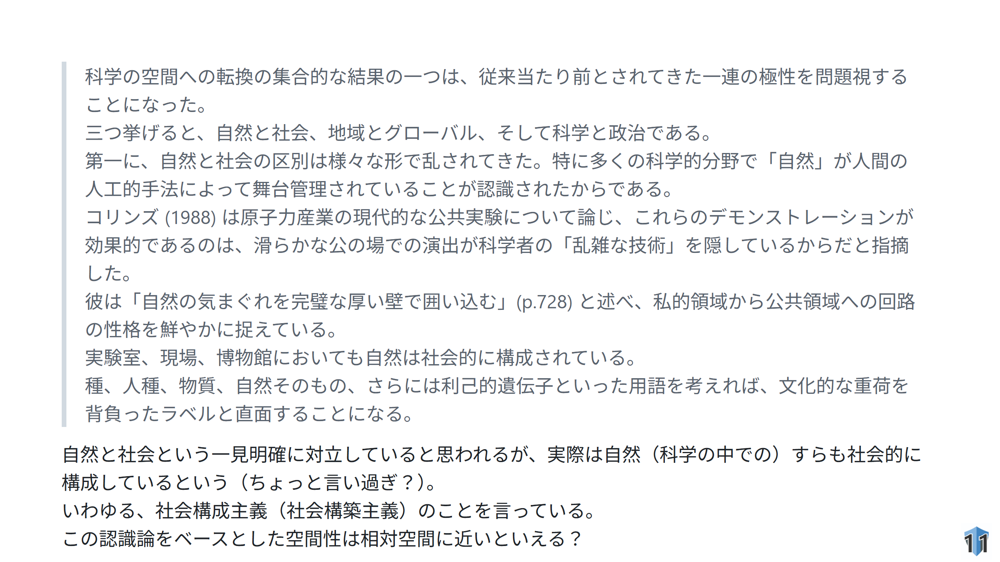 科学の空間への転換の集合的な結果の一つは、従来当たり前とされてきた一連の極性を問題視する
ことになった。
三つ挙げると、自然と社会、地域とグローバル、そして科学と政治である。
第一に、自然と社会の区別は様々な形で乱されてきた。特に多くの科学的分野で「自然」が人間の
人工的手法によって舞台管理されていることが認識されたからである。
コリンズ (1988) は原子力産業の現代的な公共実験について論じ、これらのデモンストレーションが
効果的であるのは、滑らかな公の場での演出が科学者の「乱雑な技術」を隠しているからだと指摘
した。
彼は「自然の気まぐれを完璧な厚い壁で囲い込む」(p.728) と述べ、私的領域から公共領域への回路
の性格を鮮やかに捉えている。
実験室、現場、博物館においても自然は社会的に構成されている。
種、人種、物質、自然そのもの、さらには利己的遺伝子といった用語を考えれば、文化的な重荷を
背負ったラベルと直面することになる。
自然と社会という一見明確に対立していると思われるが、実際は自然（科学の中での）すらも社会的に
構成しているという（ちょっと言い過ぎ？）。
いわゆる、社会構成主義（社会構築主義）のことを言っている。
この認識論をベースとした空間性は相対空間に近いといえる？
11